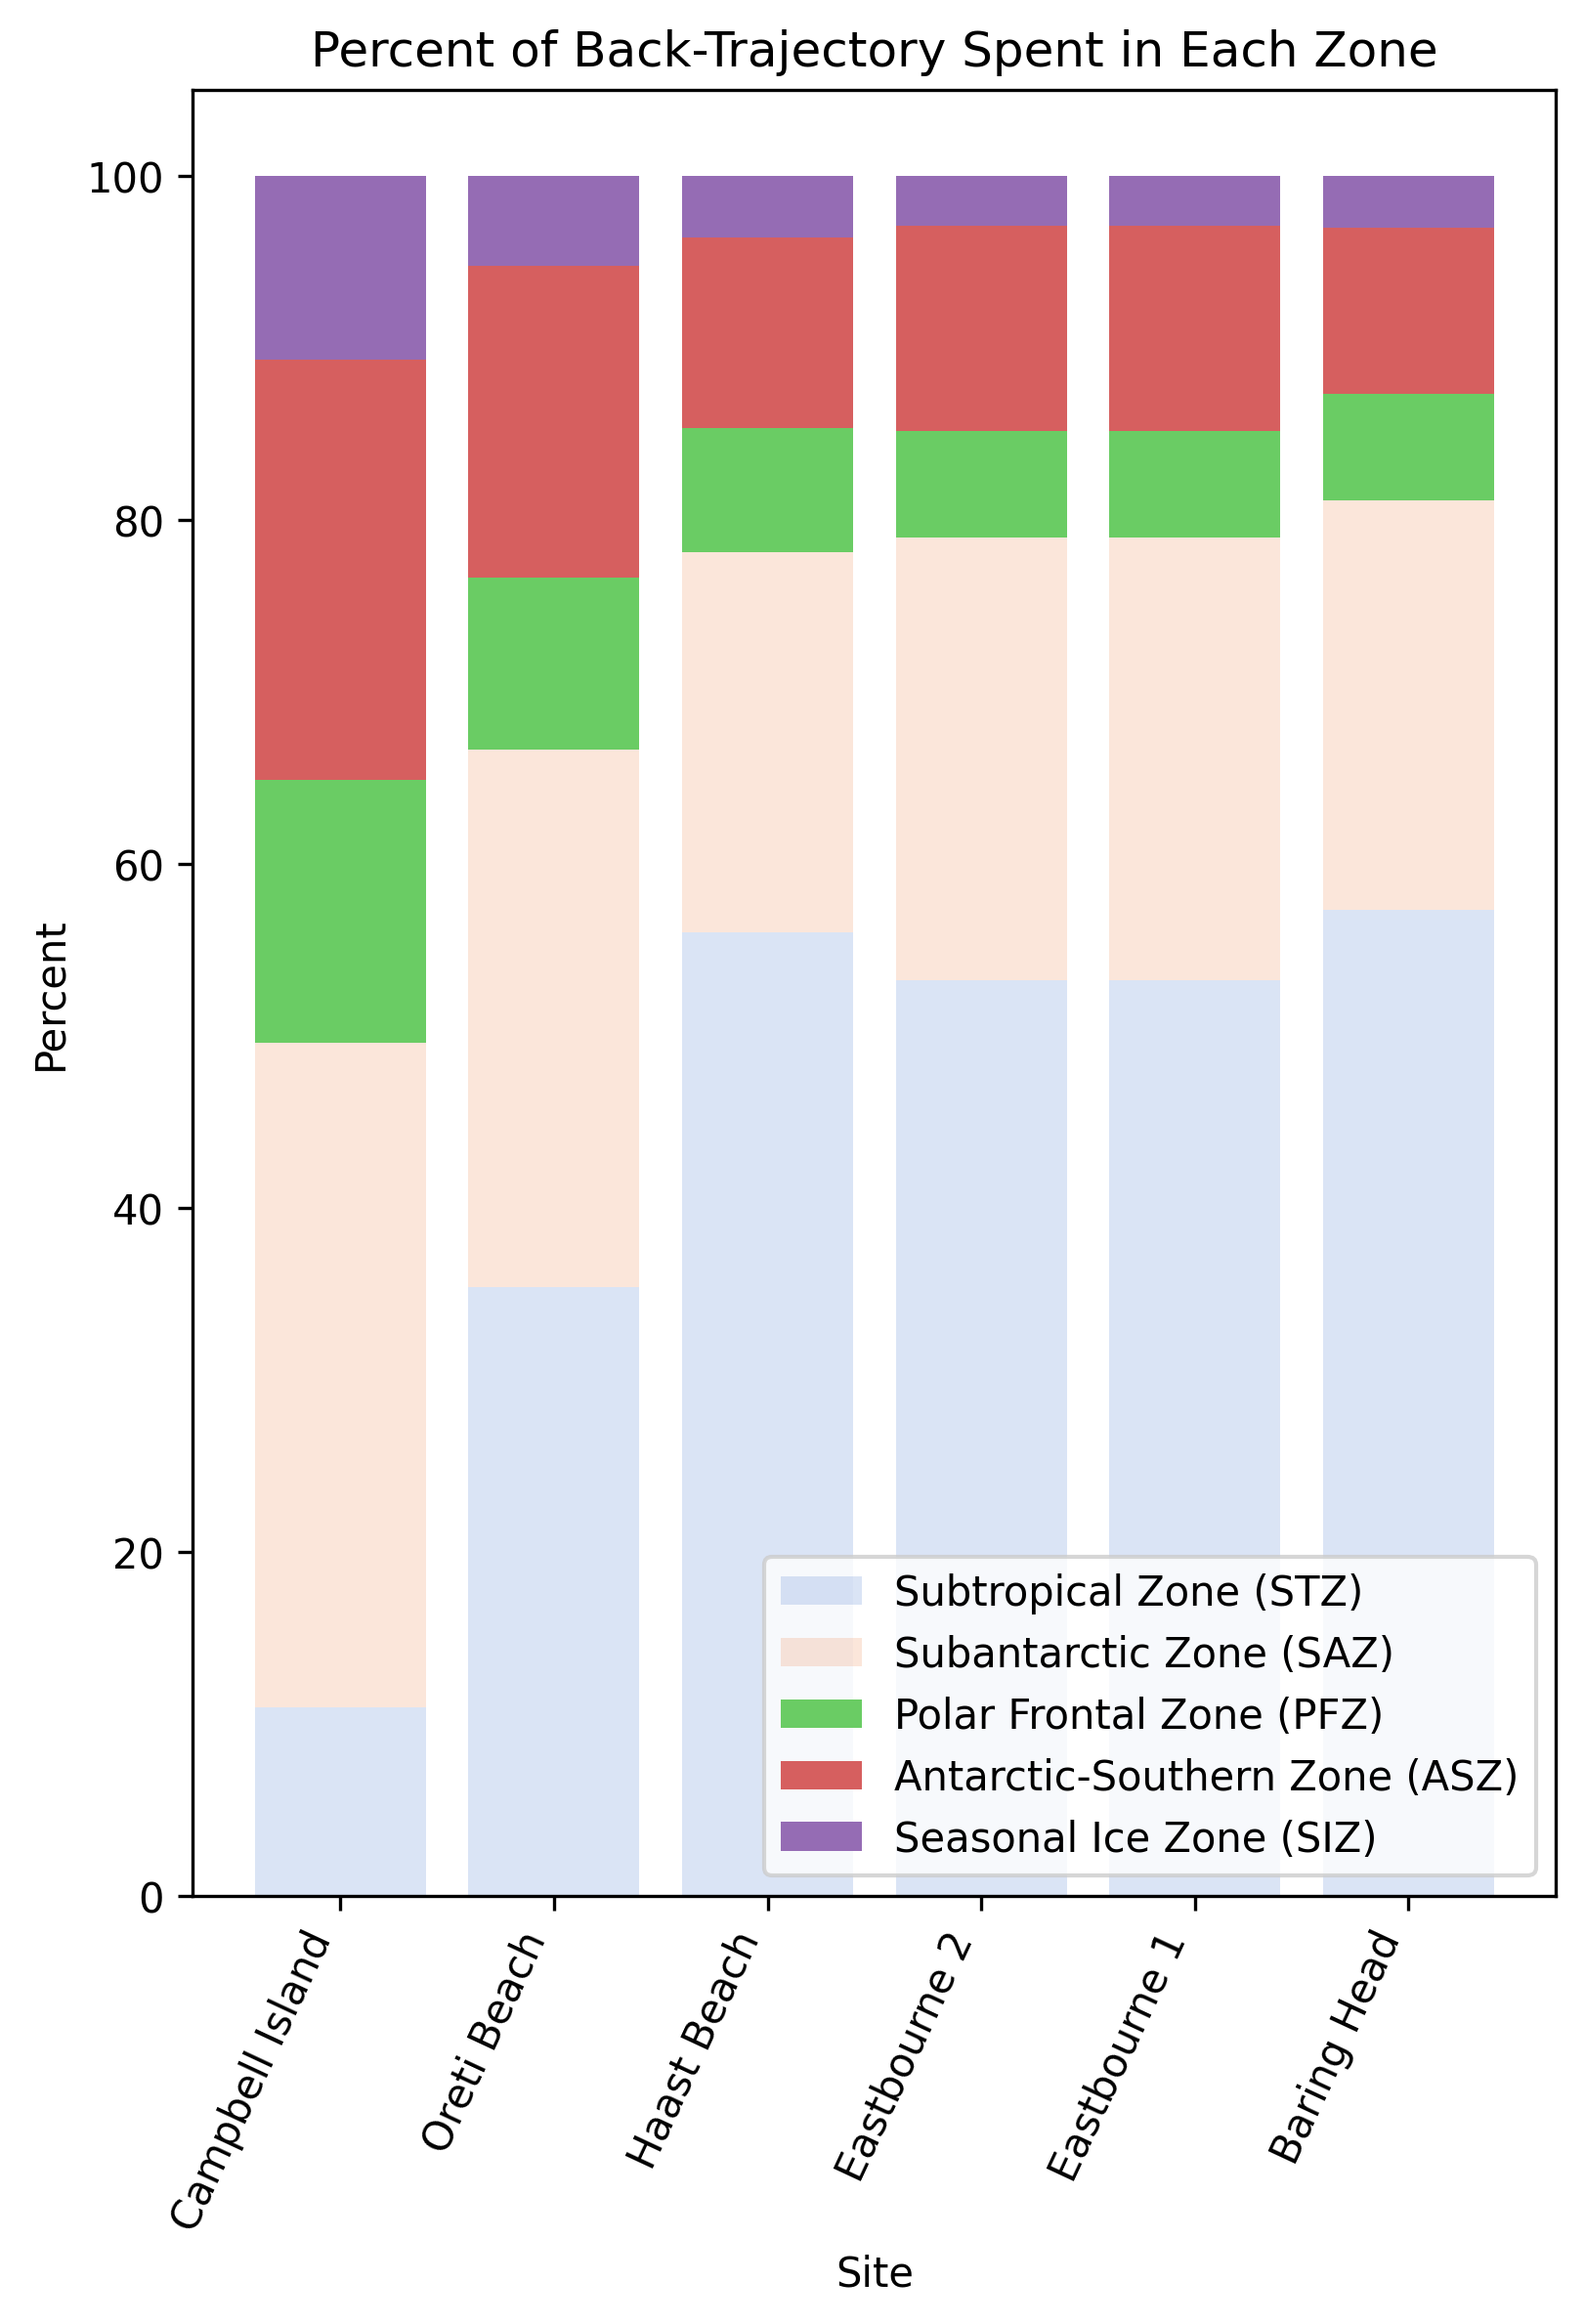 Percent of Back-Trajectory Spent in Each Zone
100
80
60
40
20
0
Percent
Subtropical Zone (STZ)
Subantarctic Zone (SAZ)
Polar Frontal Zone (PFZ)
Antarctic-Southern Zone (ASZ)
Seasonal Ice Zone (SIZ)
Campbell Island
Oreti Beach
Haast Beach
Eastbourne 2
Eastbourne 1
Baring Head
Site